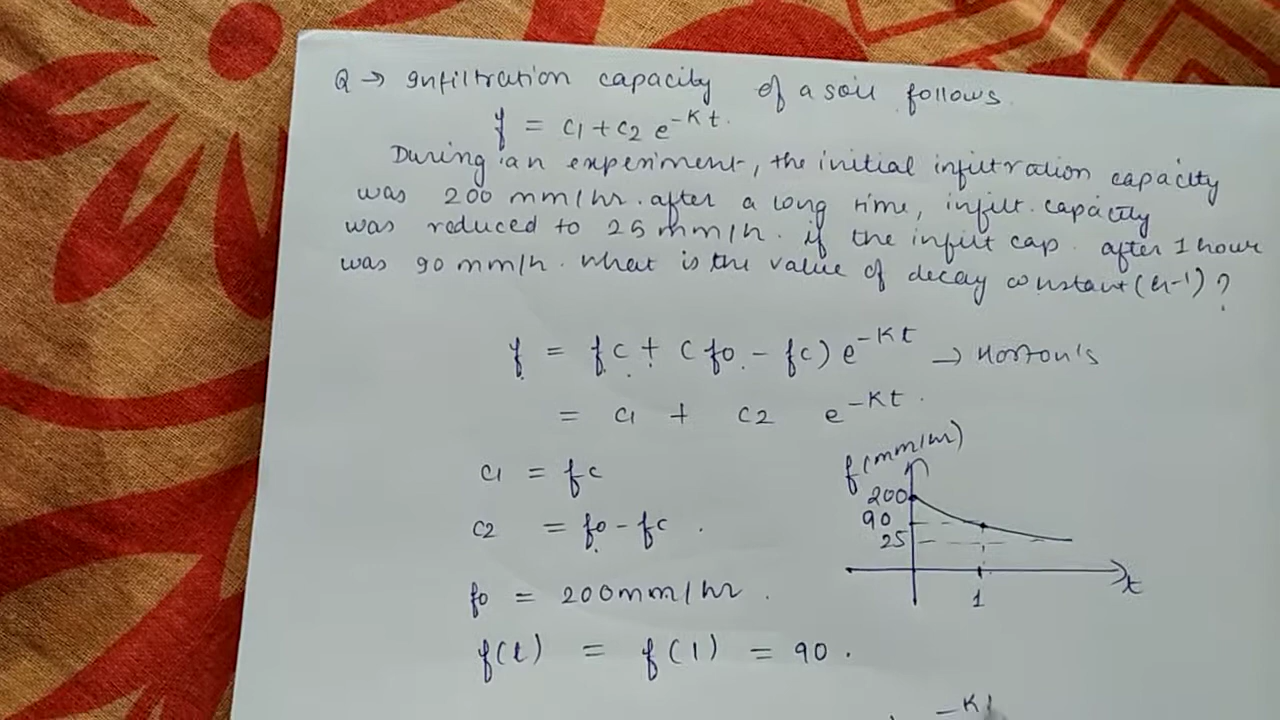 Q → Infiltration capacity of a soil follows
f = c1 + c2 e^-Kt.
During an experiment, the initial infiltration capacity
was 200 mm/hr. after a long time, infilt. capacity
was reduced to 25 mm/h. if the infilt cap. after 1 hour
was 90 mm/h. what is the value of decay constant (h^-1) ?
f = fc + (fo - fc) e^-Kt → Horton's
= c1 + c2 e^-Kt.
c1 = fc
c2 = fo - fc.
fo = 200mm/hr.
f(t) = f(1) = 90.
f(mm/hr)
200
90
25
1
t
-K